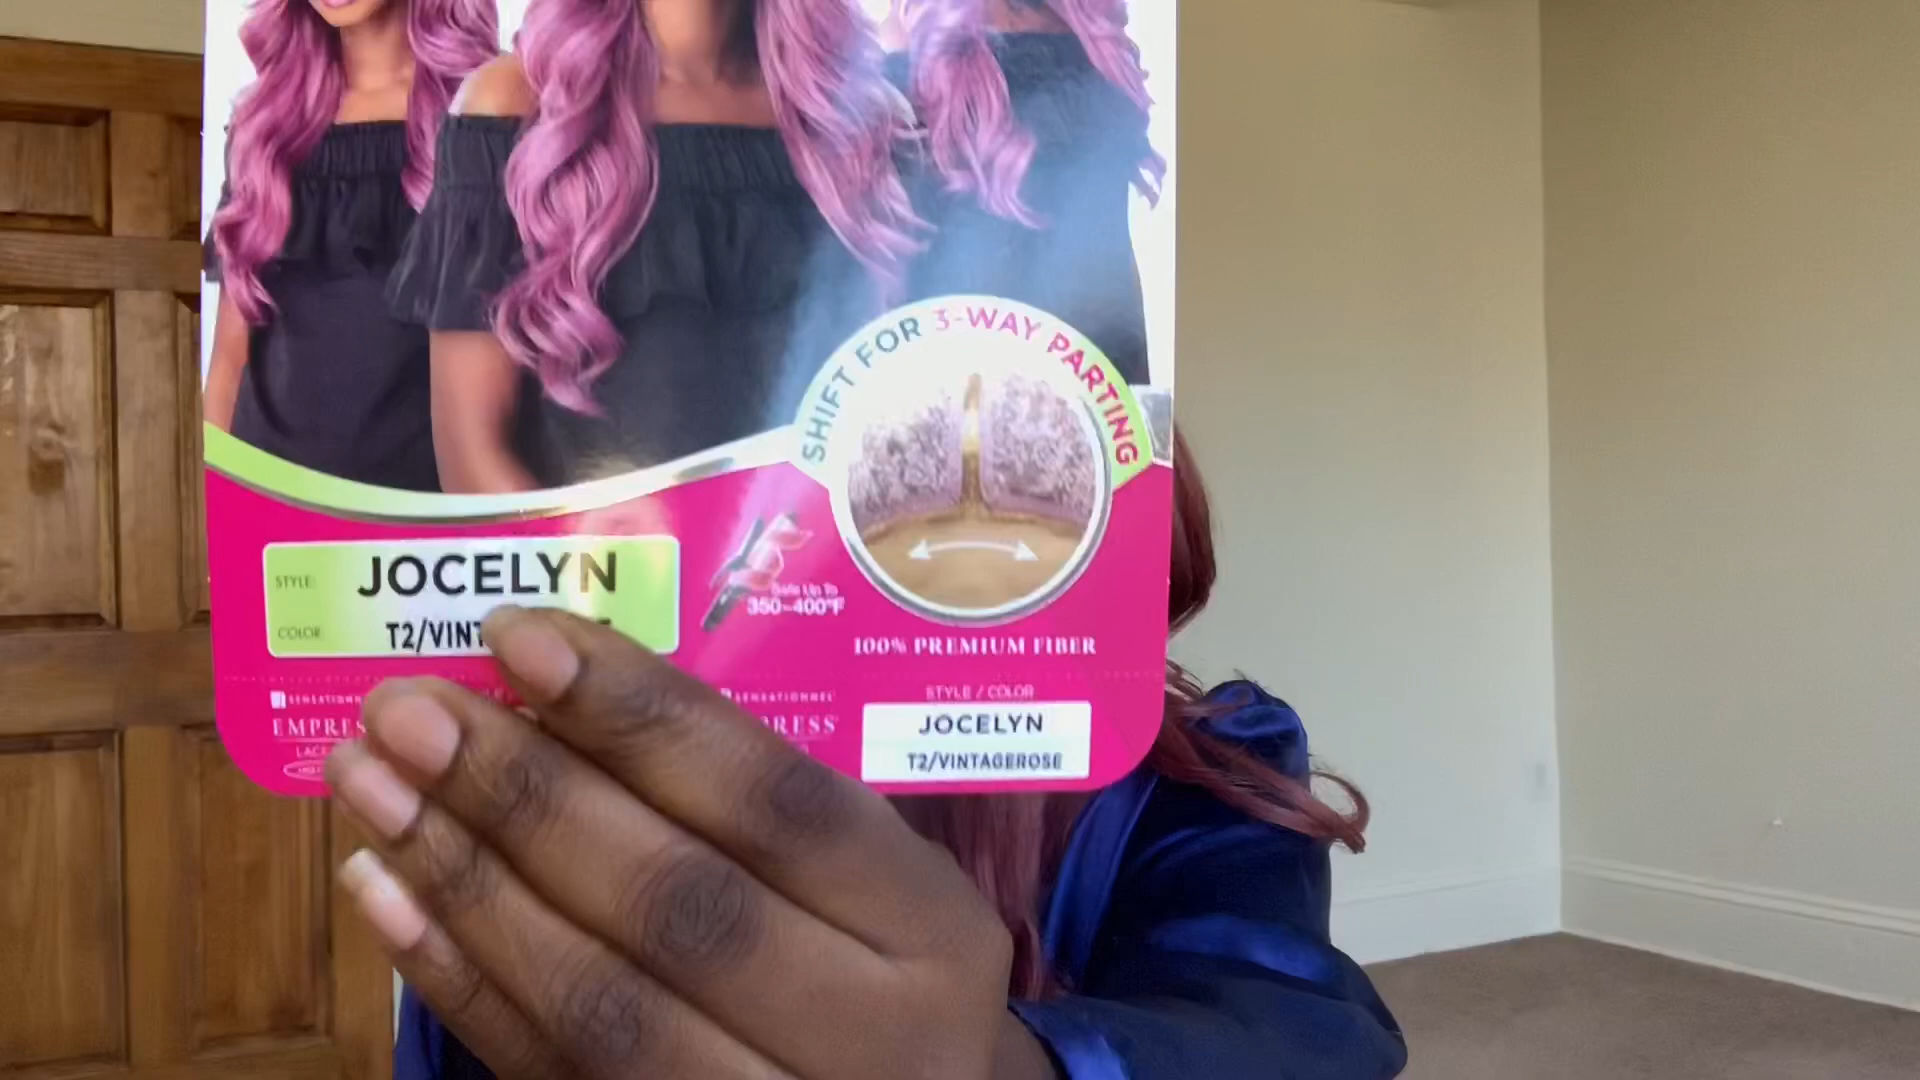 SHIFT FOR 3-WAY PARTING
STYLE: JOCELYN
COLOR: T2/VINT
Safe Up To
350-400°F
100% PREMIUM FIBER
SENSATIONNEL
EMPRESS
STYLE / COLOR
JOCELYN
T2/VINTAGEROSE